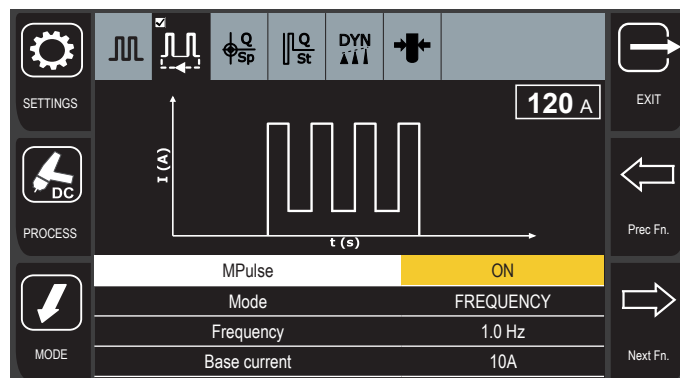 Q
Sp
Q
St
DYN
SETTINGS
120 A
EXIT
I (A)
DC
PROCESS
t (s)
Prec Fn.
MPulse ON
Mode FREQUENCY
Frequency 1.0 Hz
MODE
Base current 10A
Next Fn.